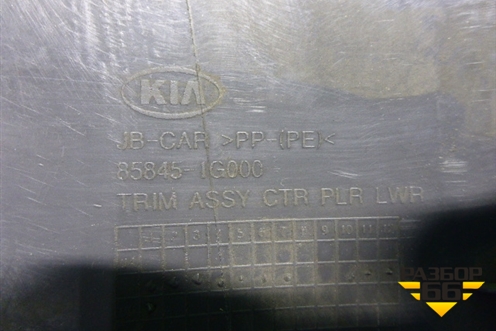 KIA
JB-CAR >PP-(PE)<
85845-1G000
TRIM ASSY CTR PLR LWR
РАЗБОР
66